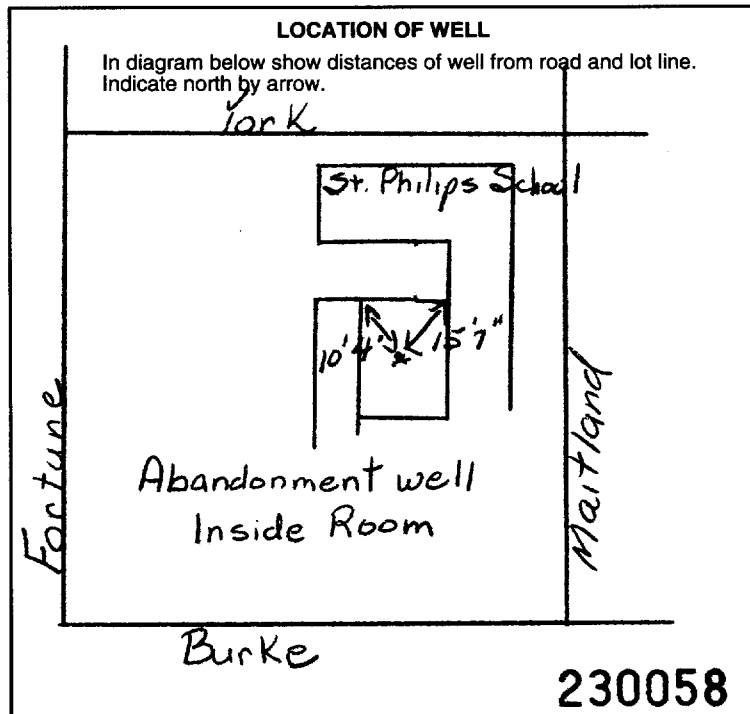 LOCATION OF WELL
In diagram below show distances of well from road and lot line.
Indicate north by arrow.
York
St. Philips School
10'4"
15'7"
Fortune
Maitland
Abandonment well
Inside Room
Burke
230058